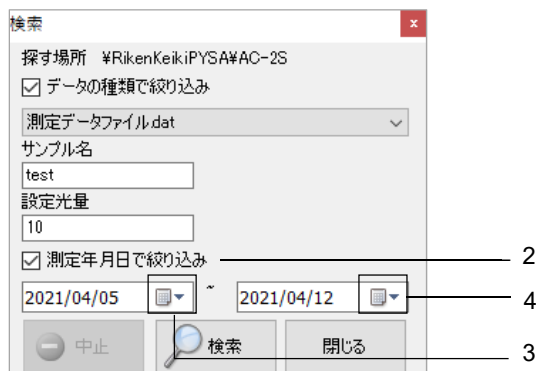 検索
x
探す場所 ¥RikenKeikiPYSA¥AC-2S
データの種類で絞り込み
測定データファイル.dat
サンプル名
test
設定光量
10
測定年月日で絞り込み
2
2021/04/05 ~ 2021/04/12
4
中止 検索 閉じる
3